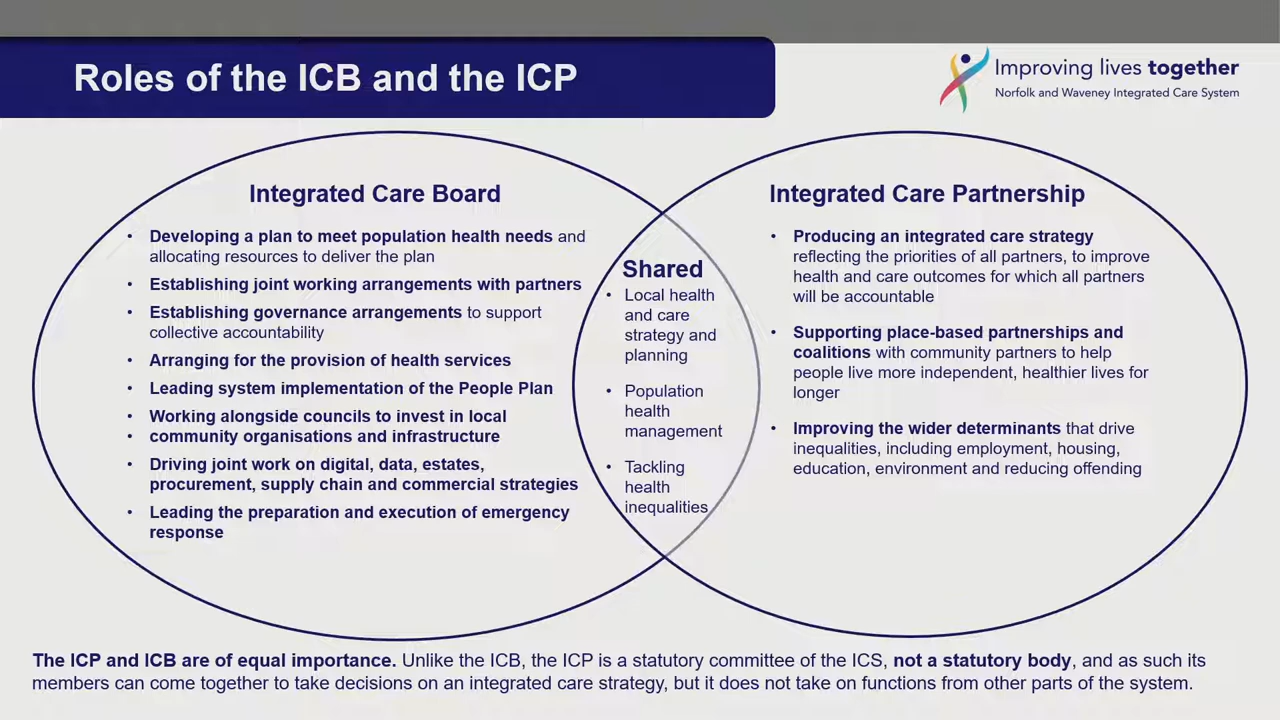 Roles of the ICB and the ICP
Improving lives together
Norfolk and Waveney Integrated Care System
Integrated Care Board
• Developing a plan to meet population health needs and
allocating resources to deliver the plan
• Establishing joint working arrangements with partners
• Establishing governance arrangements to support
collective accountability
• Arranging for the provision of health services
• Leading system implementation of the People Plan
• Working alongside councils to invest in local
• community organisations and infrastructure
• Driving joint work on digital, data, estates,
procurement, supply chain and commercial strategies
• Leading the preparation and execution of emergency
response
Shared
• Local health
and care
strategy and
planning
• Population
health
management
• Tackling
health
inequalities
Integrated Care Partnership
• Producing an integrated care strategy
reflecting the priorities of all partners, to improve
health and care outcomes for which all partners
will be accountable
• Supporting place-based partnerships and
coalitions with community partners to help
people live more independent, healthier lives for
longer
• Improving the wider determinants that drive
inequalities, including employment, housing,
education, environment and reducing offending
The ICP and ICB are of equal importance. Unlike the ICB, the ICP is a statutory committee of the ICS, not a statutory body, and as such its
members can come together to take decisions on an integrated care strategy, but it does not take on functions from other parts of the system.